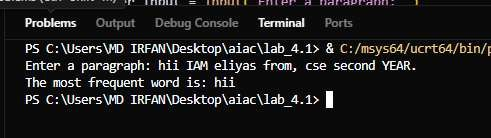 Problems Output Debug Console Terminal Ports
PS C:\Users\MD IRFAN\Desktop\aiac\lab_4.1> & C:/msys64/ucrt64/bin/p
Enter a paragraph: hii IAM eliyas from, cse second YEAR.
The most frequent word is: hii
PS C:\Users\MD IRFAN\Desktop\aiac\lab_4.1>